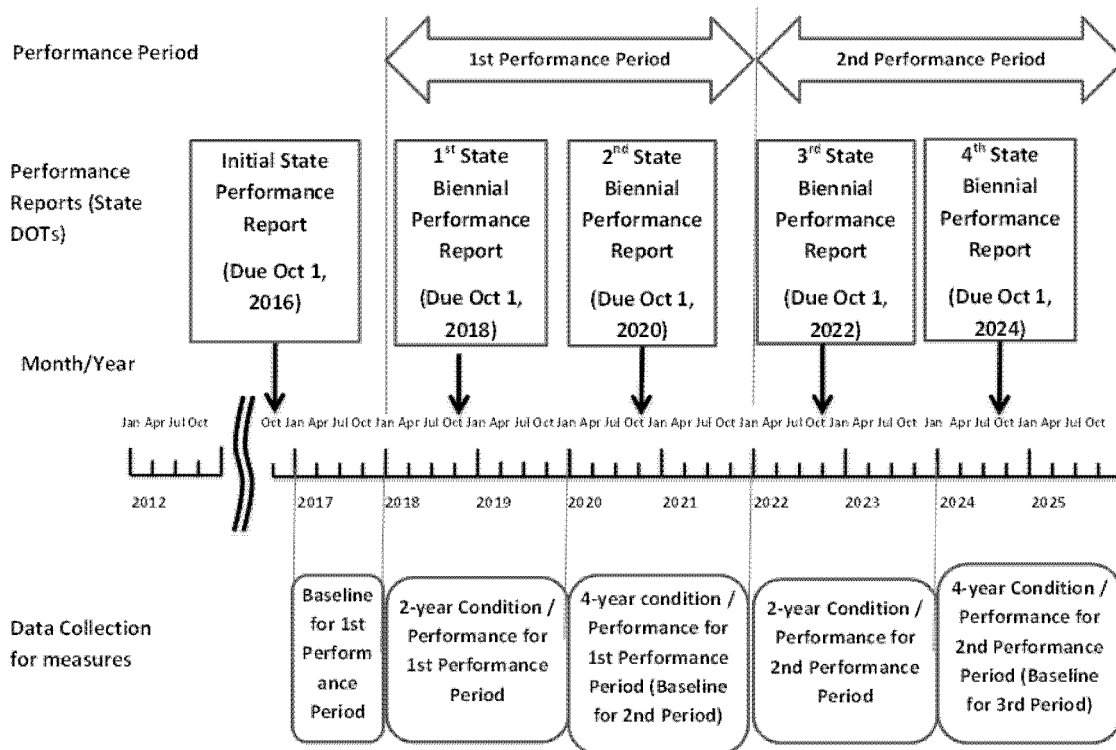 Performance Period
1st Performance Period
2nd Performance Period
Performance
Reports (State
DOTs)
Initial State
Performance
Report
(Due Oct 1,
2016)
1st State
Biennial
Performance
Report
(Due Oct 1,
2018)
2nd State
Biennial
Performance
Report
(Due Oct 1,
2020)
3rd State
Biennial
Performance
Report
(Due Oct 1,
2022)
4th State
Biennial
Performance
Report
(Due Oct 1,
2024)
Month/Year
Jan Apr Jul Oct
Oct Jan Apr Jul Oct Jan Apr Jul Oct Jan Apr Jul Oct Jan Apr Jul Oct Jan Apr Jul Oct Jan Apr Jul Oct Jan Apr Jul Oct Jan Apr Jul Oct Jan Apr Jul Oct
2012 2017 2018 2019 2020 2021 2022 2023 2024 2025
Data Collection
for measures
Baseline
for 1st
Perform
ance
Period
2-year Condition /
Performance for
1st Performance
Period
4-year condition /
Performance for
1st Performance
Period (Baseline
for 2nd Period)
2-year Condition /
Performance for
2nd Performance
Period
4-year Condition /
Performance for
2nd Performance
Period (Baseline
for 3rd Period)